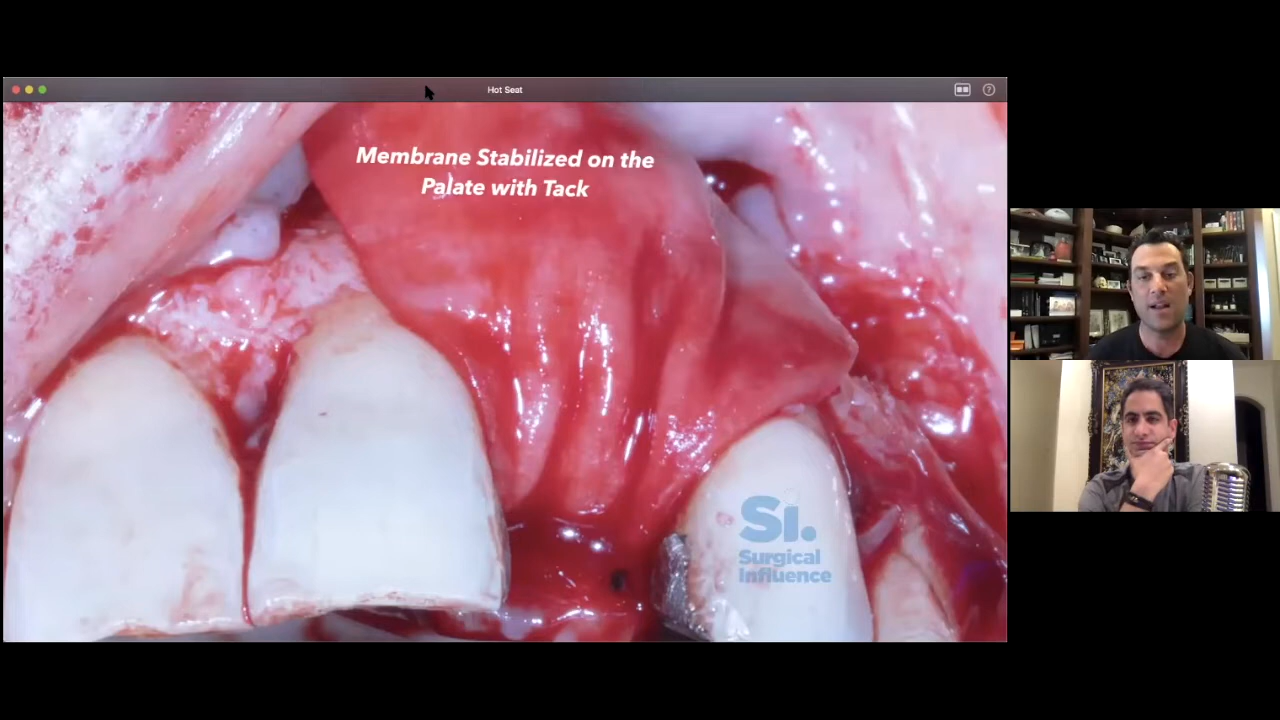 Hot Seat
?
Membrane Stabilized on the
Palate with Tack
Si.
Surgical
Influence